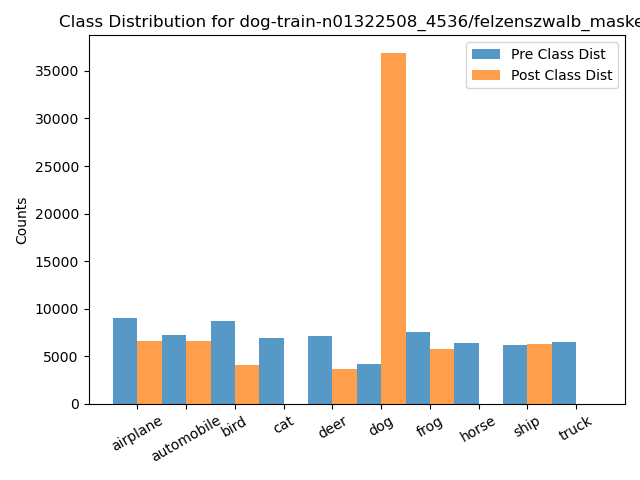 Class Distribution for dog-train-n01322508_4536/felzenszwalb_maske
Pre Class Dist
Post Class Dist
Counts
35000
30000
25000
20000
15000
10000
5000
0
airplane
automobile
bird
cat
deer
dog
frog
horse
ship
truck